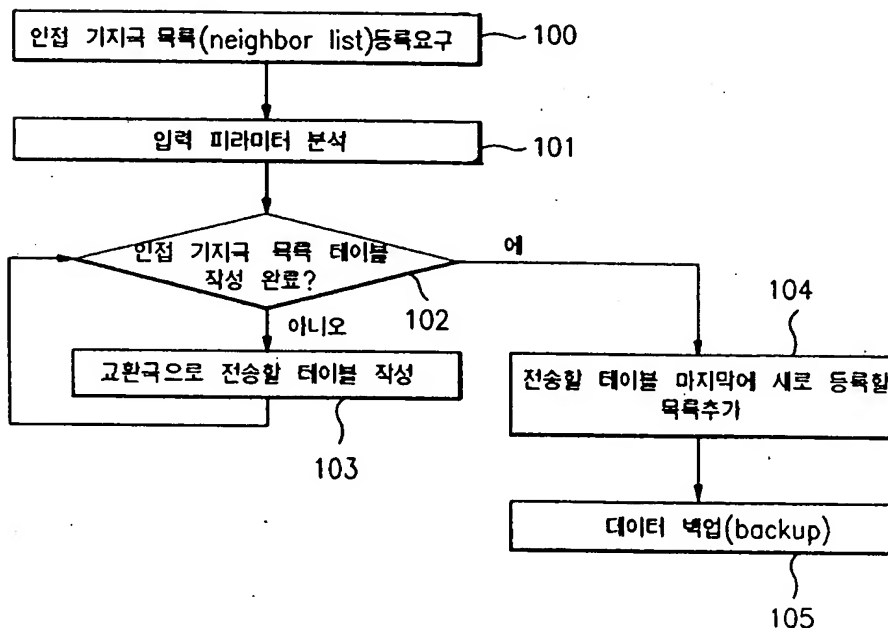 인접 기지국 목록(neighbor list)등록요구
100
입력 피라미터 분석
101
인접 기지국 목록 테이블
작성 완료?
예
102
아니오
104
교환국으로 전송할 테이블 작성
103
전송할 테이블 마지막에 새로 등록할
목록추가
데이터 백업(backup)
105